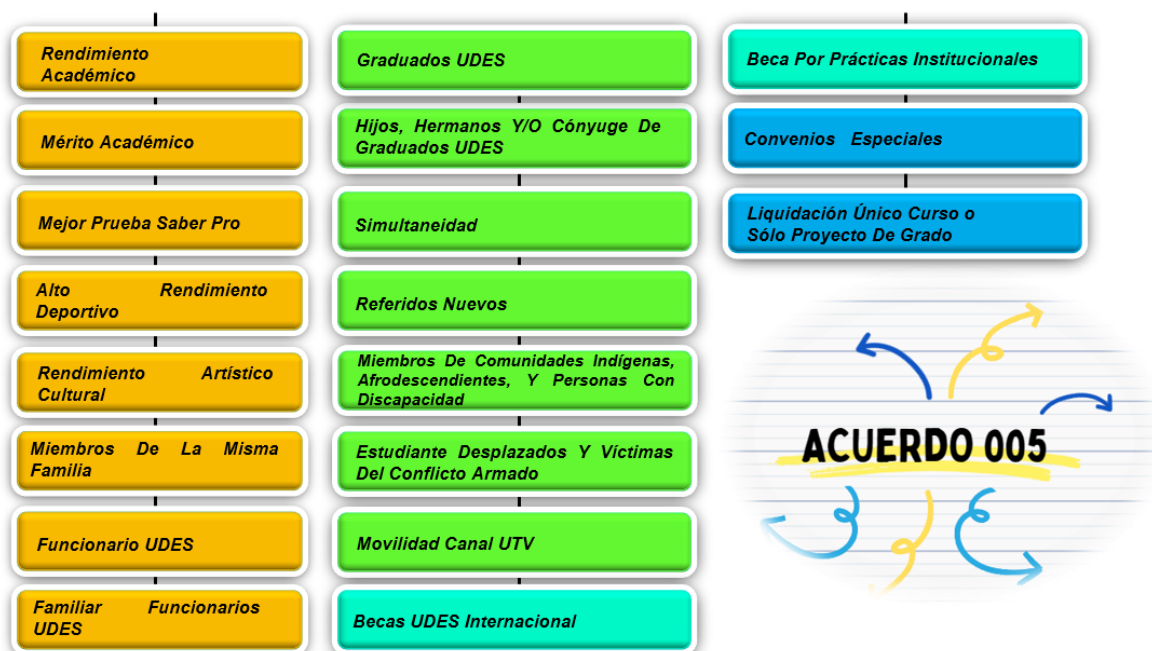 Rendimiento
Académico
Mérito Académico
Mejor Prueba Saber Pro
Alto Rendimiento
Deportivo
Rendimiento Artístico
Cultural
Miembros De La Misma
Familia
Funcionario UDES
Familiar Funcionarios
UDES
Graduados UDES
Hijos, Hermanos Y/O Cónyuge De
Graduados UDES
Simultaneidad
Referidos Nuevos
Miembros De Comunidades Indígenas,
Afrodescendientes, Y Personas Con
Discapacidad
Estudiante Desplazados Y Víctimas
Del Conflicto Armado
Movilidad Canal UTV
Becas UDES Internacional
Beca Por Prácticas Institucionales
Convenios Especiales
Liquidación Único Curso o
Sólo Proyecto De Grado
ACUERDO 005